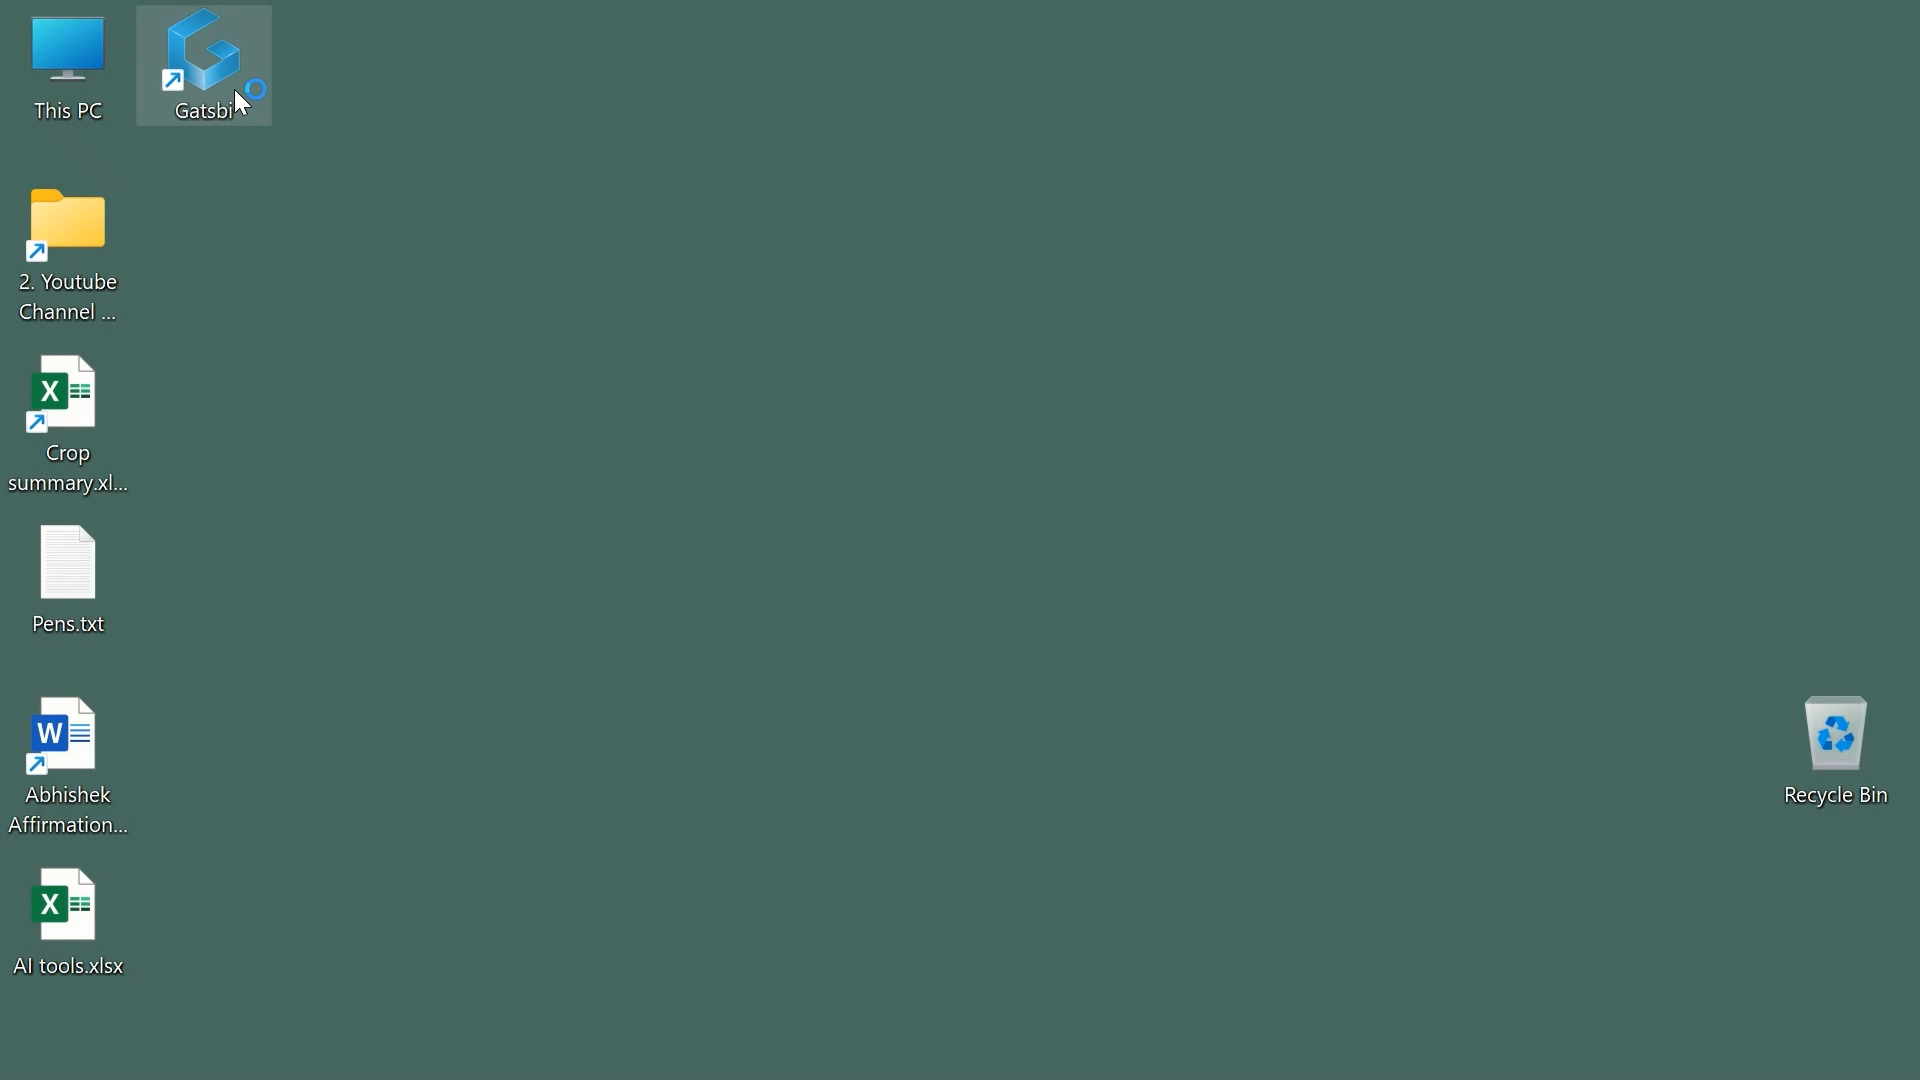 This PC
Gatsbi
2. Youtube
Channel ...
Crop
summary.xl...
Pens.txt
Abhishek
Affirmation...
AI tools.xlsx
Recycle Bin